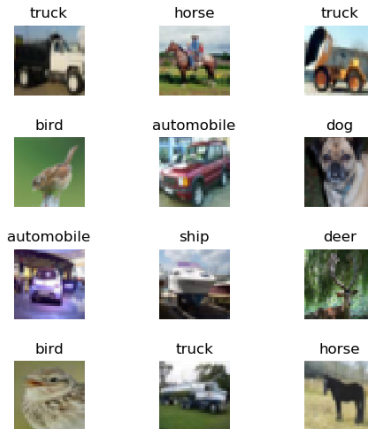 truck horse truck
bird automobile dog
automobile ship deer
bird truck horse